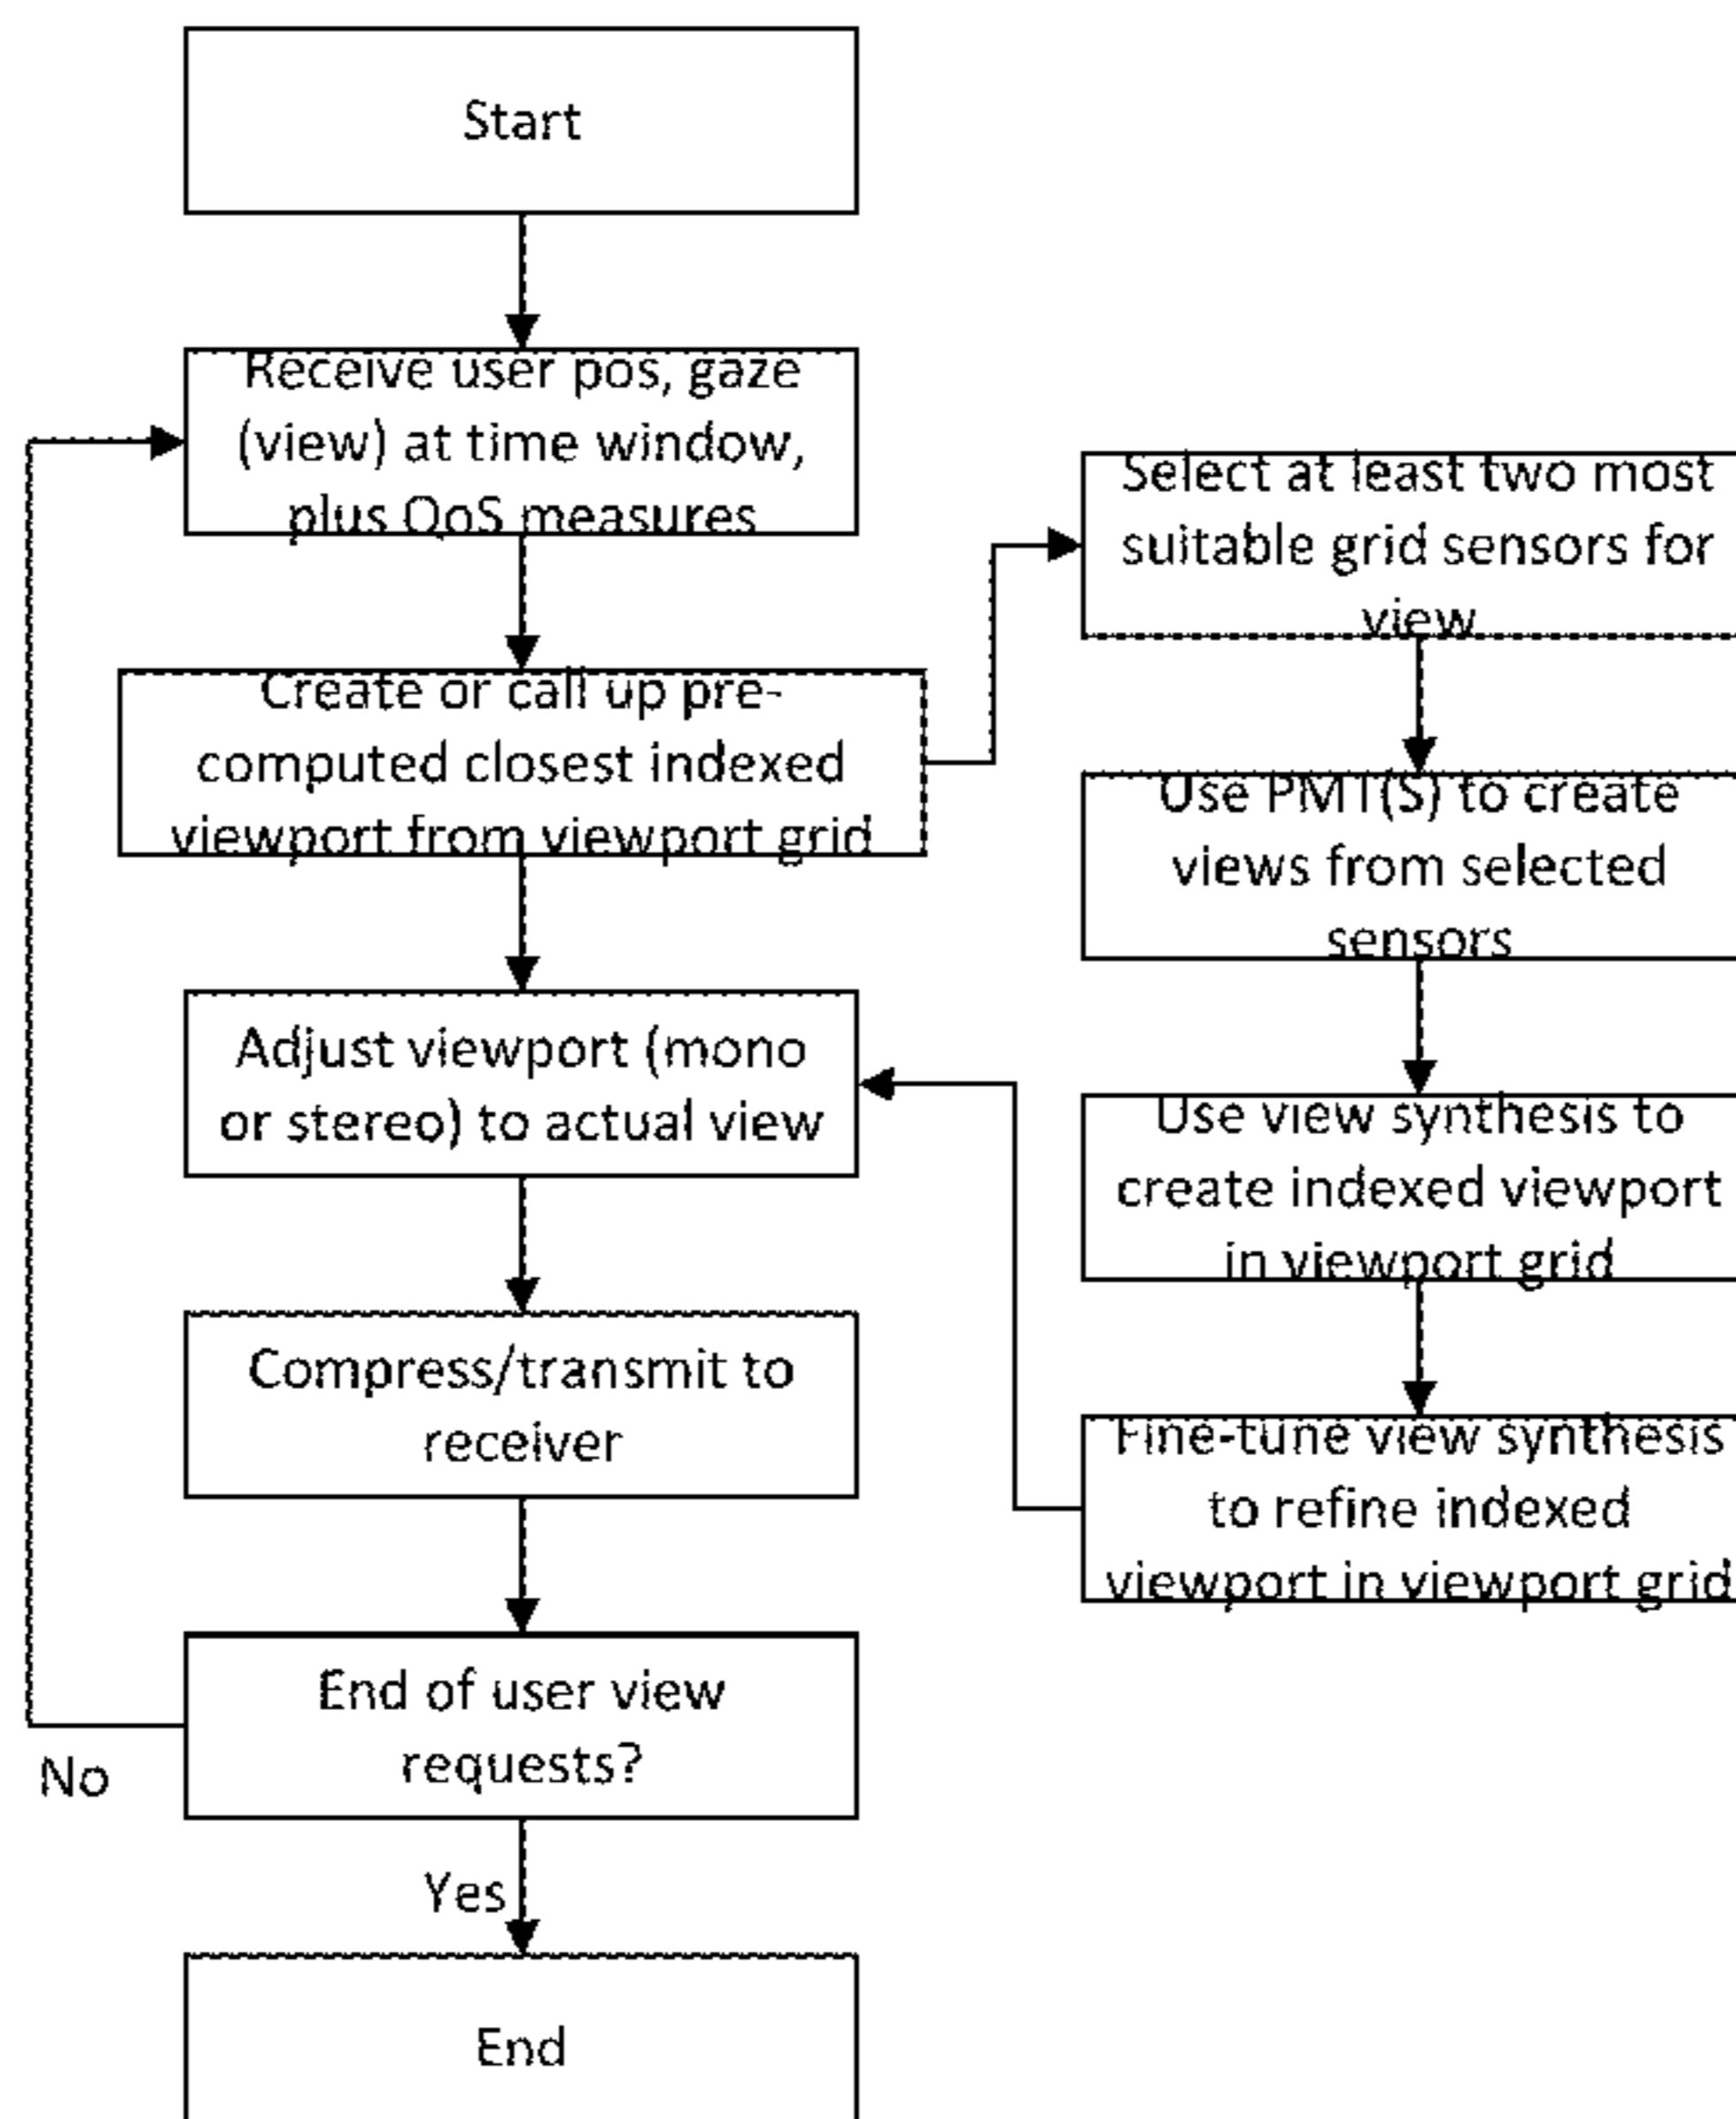 Start
Receive user pos, gaze
(view) at time window,
plus QoS measures
Create or call up pre-
computed closest indexed
viewport from viewport grid
Adjust viewport (mono
or stereo) to actual view
Compress/transmit to
receiver
End of user view
requests?
No
Yes
End
Select at least two most
suitable grid sensors for
view
Use PMT(S) to create
views from selected
sensors
Use view synthesis to
create indexed viewport
in viewport grid
Fine-tune view synthesis
to refine indexed
viewport in viewport grid